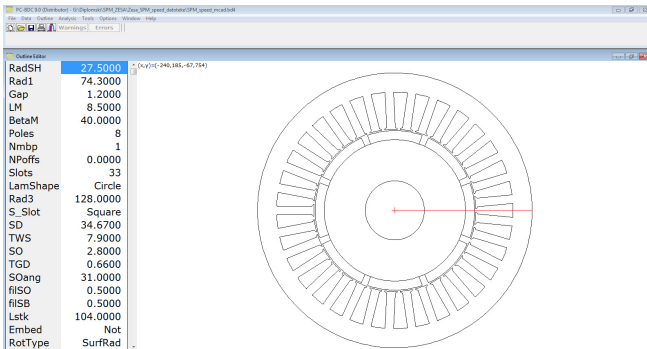 PC-BDC 9.0 (Distributor) - G:\Diplomski\SPM_ZESA\Zesa_SPM_speed_datoteke\SPM_speed_mcad.bd4
File Data Outline Analysis Tools Options Window Help
Warnings Errors
Outline Editor
RadSH 27.5000
(x,y)=(-240,185,-67,754)
Rad1 74.3000
Gap 1.2000
LM 8.5000
BetaM 40.0000
Poles 8
Nmbp 1
NPoffs 0.0000
Slots 33
LamShape Circle
Rad3 128.0000
S_Slot Square
SD 34.6700
TWS 7.9000
SO 2.8000
TGD 0.6600
SOang 31.0000
filSO 0.5000
filSB 0.5000
Lstk 104.0000
Embed Not
RotType SurfRad